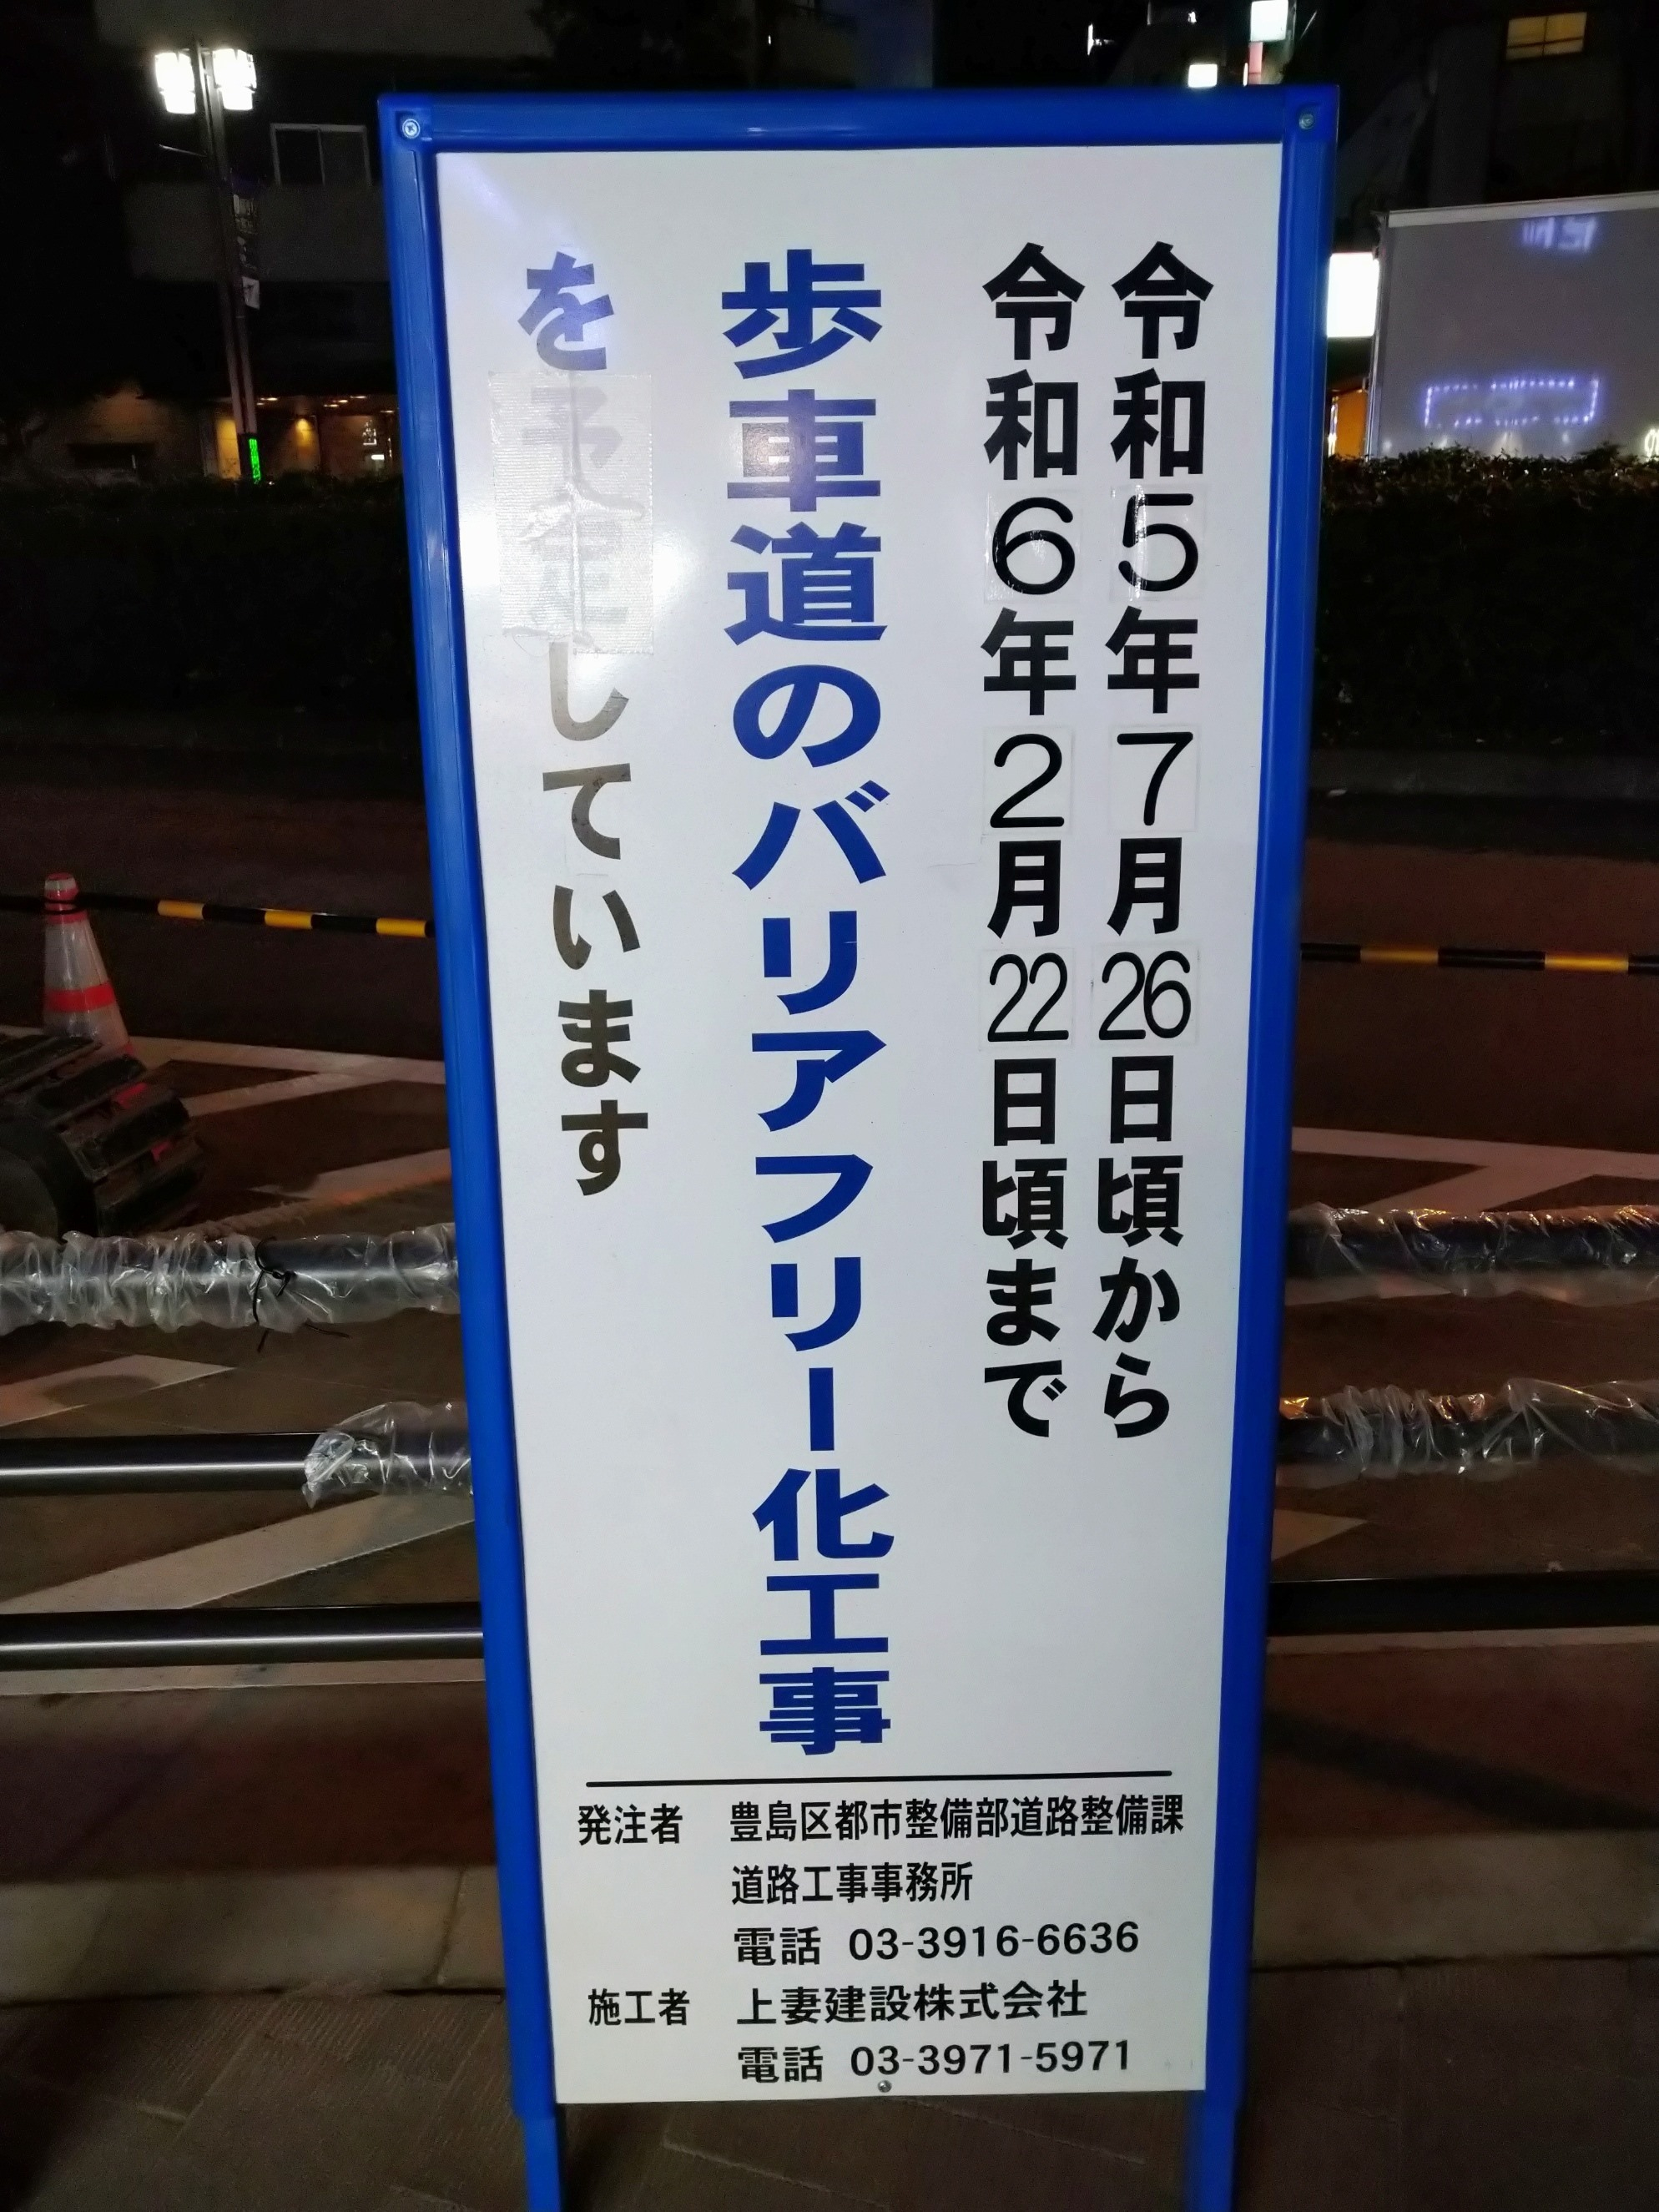 令和5年7月26日頃から
令和6年2月22日頃まで
歩車道のバリアフリー化工事
を予定しています
発注者 豊島区都市整備部道路整備課
道路工事事務所
電話 03-3916-6636
施工者 上妻建設株式会社
電話 03-3971-5971